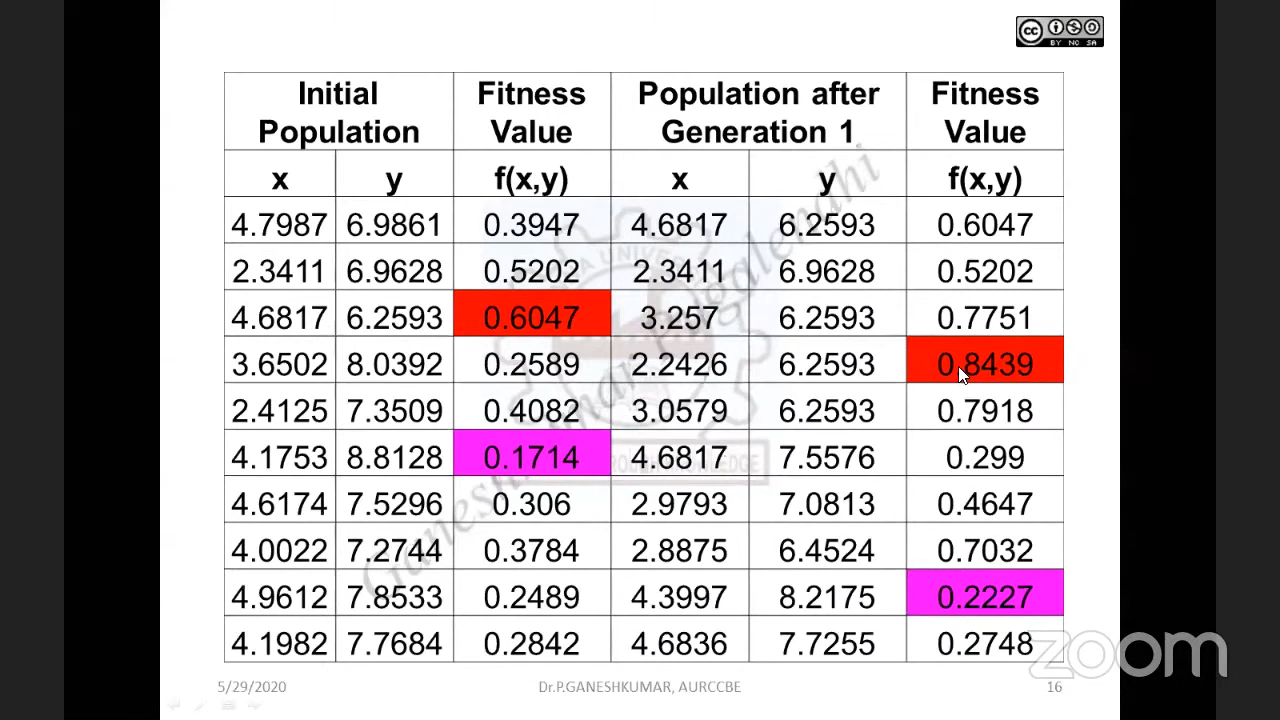 cc
BY NC SA
Initial Population Fitness Value Population after Generation 1 Fitness Value
x y f(x,y) x y f(x,y)
4.7987 6.9861 0.3947 4.6817 6.2593 0.6047
2.3411 6.9628 0.5202 2.3411 6.9628 0.5202
4.6817 6.2593 0.6047 3.257 6.2593 0.7751
3.6502 8.0392 0.2589 2.2426 6.2593 0.8439
2.4125 7.3509 0.4082 3.0579 6.2593 0.7918
4.1753 8.8128 0.1714 4.6817 7.5576 0.299
4.6174 7.5296 0.306 2.9793 7.0813 0.4647
4.0022 7.2744 0.3784 2.8875 6.4524 0.7032
4.9612 7.8533 0.2489 4.3997 8.2175 0.2227
4.1982 7.7684 0.2842 4.6836 7.7255 0.2748
zoom
5/29/2020 Dr.P.GANESHKUMAR, AURCCBE 16